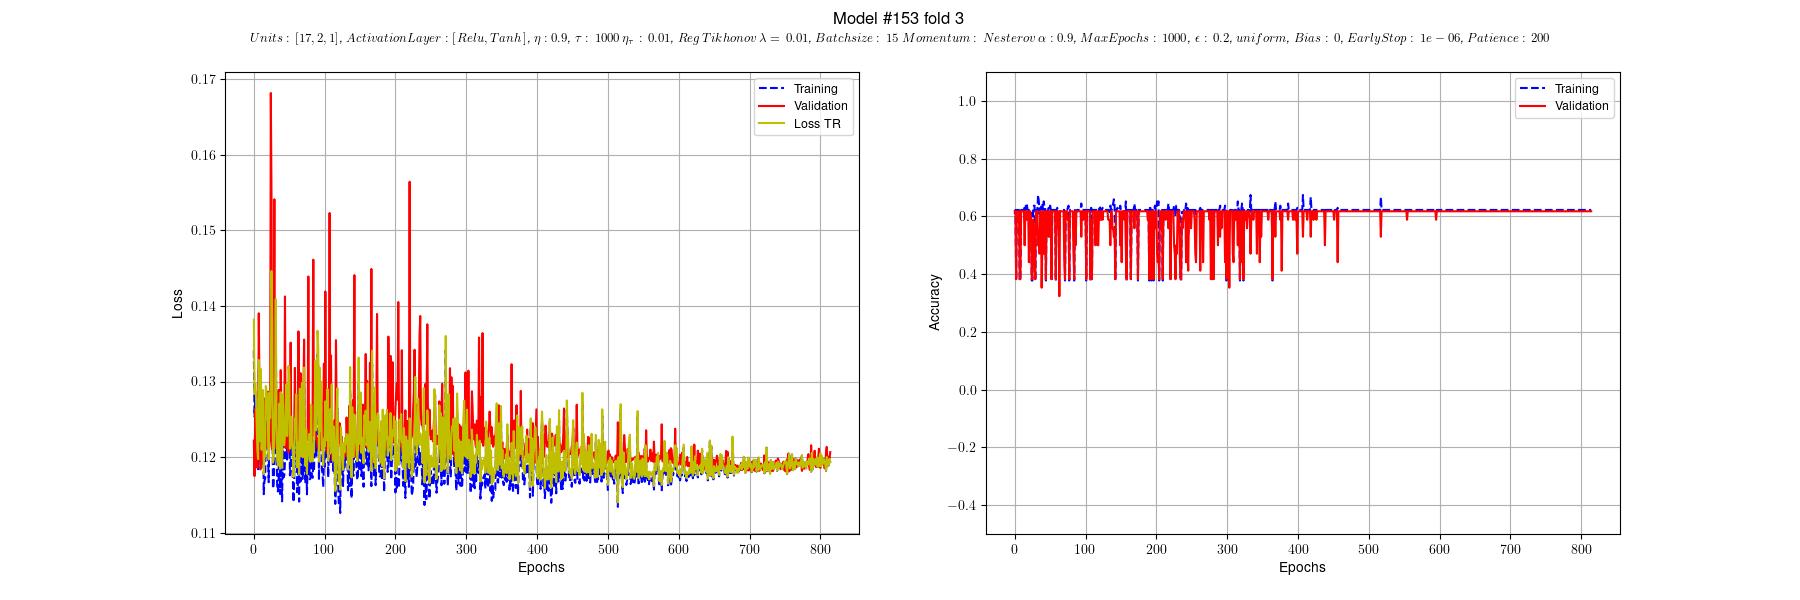 Model #153 fold 3
Units : [17, 2, 1], ActivationLayer : [Relu, Tanh], η : 0.9, τ : 1000 ητ : 0.01, Reg Tikhonov λ = 0.01, Batchsize : 15 Momentum : Nesterov α : 0.9, MaxEpochs : 1000, ϵ : 0.2, uniform, Bias : 0, EarlyStop : 1e − 06, Patience : 200
0.17
0.16
0.15
0.14
0.13
0.12
0.11
Loss
Training
Validation
Loss TR
0 100 200 300 400 500 600 700 800
Epochs
1.0
0.8
0.6
0.4
0.2
0.0
−0.2
−0.4
Accuracy
Training
Validation
0 100 200 300 400 500 600 700 800
Epochs